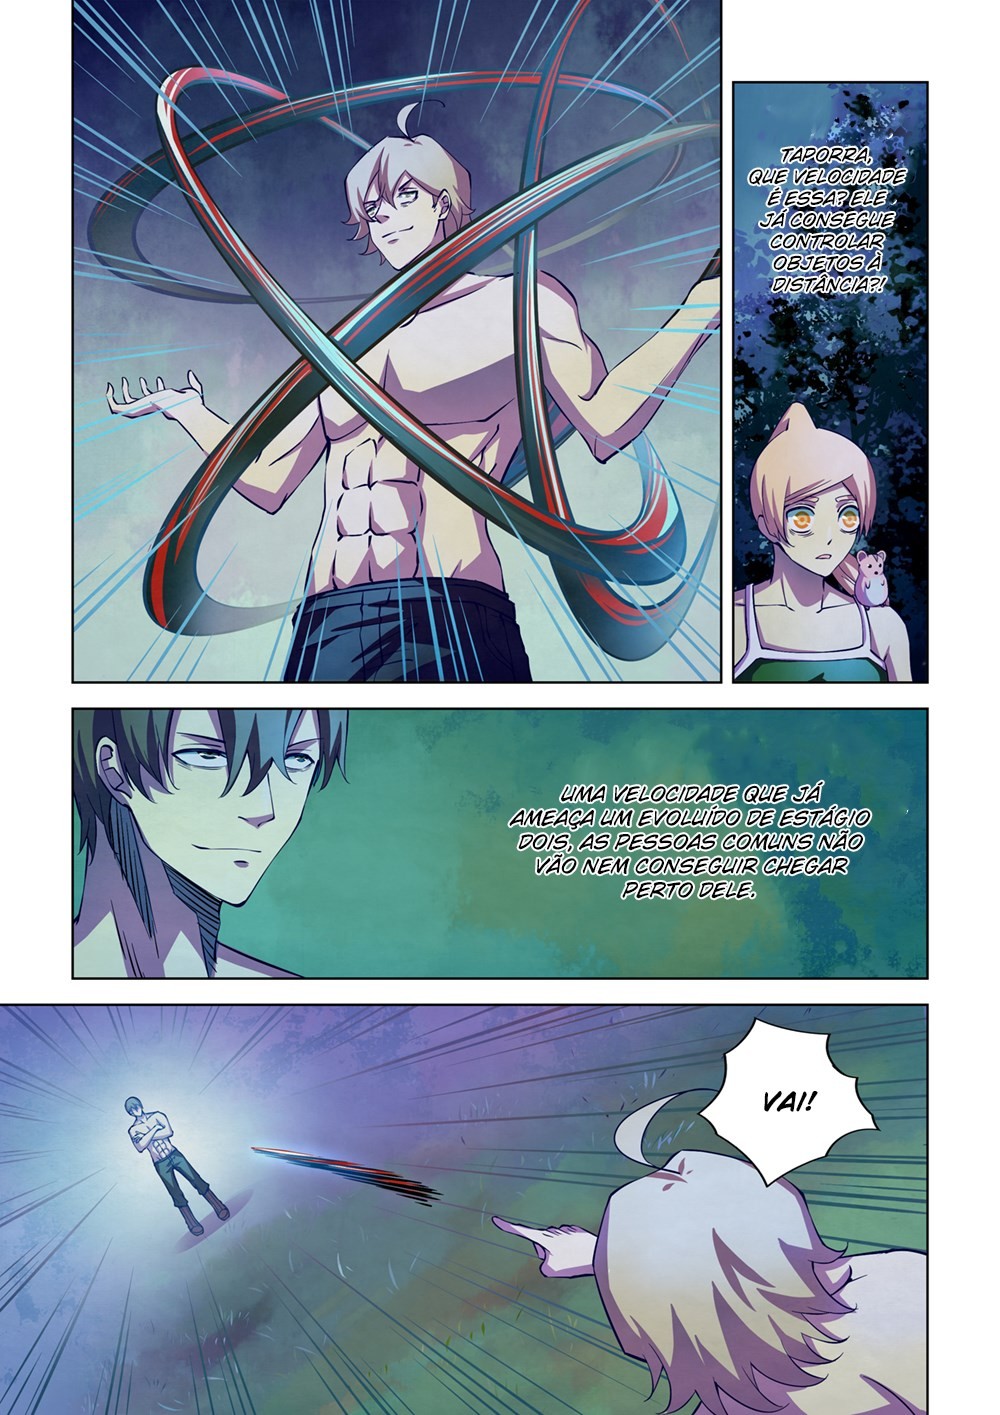 TAPORRA,
QUE VELOCIDADE
É ESSA? ELE
JÁ CONSEGUE
CONTROLAR
OBJETOS À
DISTÂNCIA?!
UMA VELOCIDADE QUE JÁ
AMEAÇA UM EVOLUÍDO DE ESTÁGIO
DOIS, AS PESSOAS COMUNS NÃO
VÃO NEM CONSEGUIR CHEGAR
PERTO DELE.
VAI!